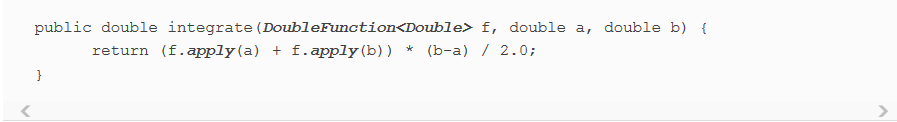 public double integrate(DoubleFunction<Double> f, double a, double b) {
return (f.apply(a) + f.apply(b)) * (b-a) / 2.0;
}